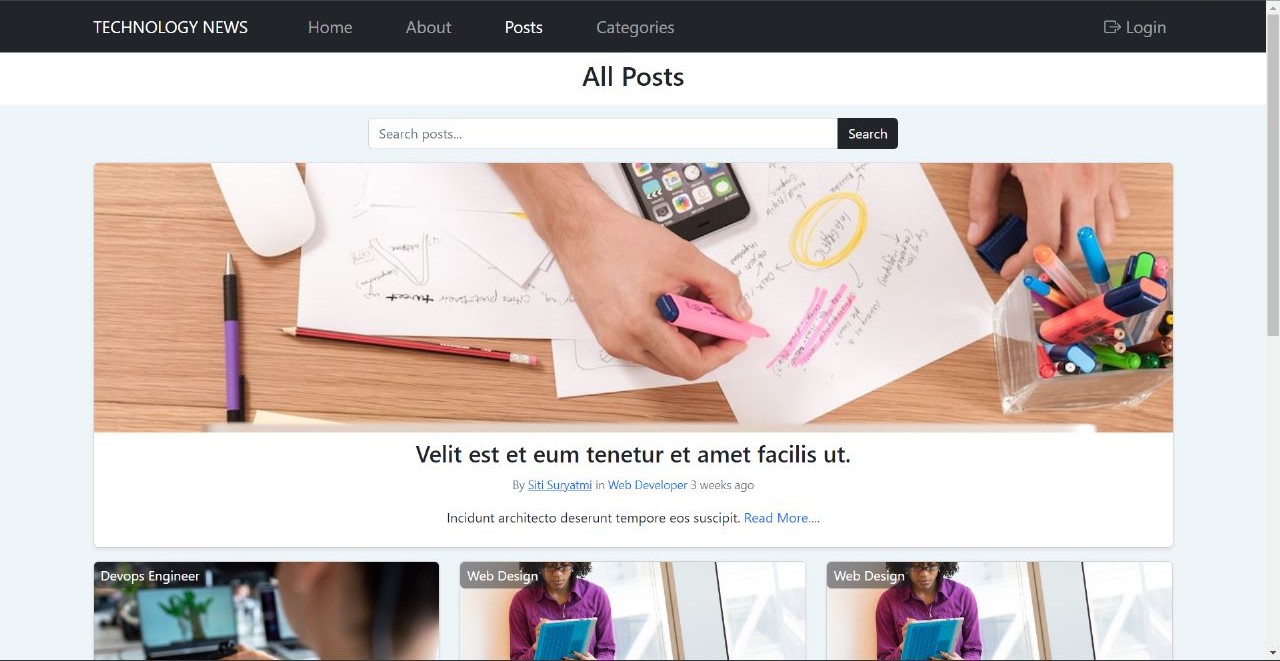 TECHNOLOGY NEWS Home About Posts Categories Login
All Posts
Search posts... Search
Velit est et eum tenetur et amet facilis ut.
By Siti Suryatmi in Web Developer 3 weeks ago
Incidunt architecto deserunt tempore eos suscipit. Read More....
Devops Engineer
Web Design
Web Design